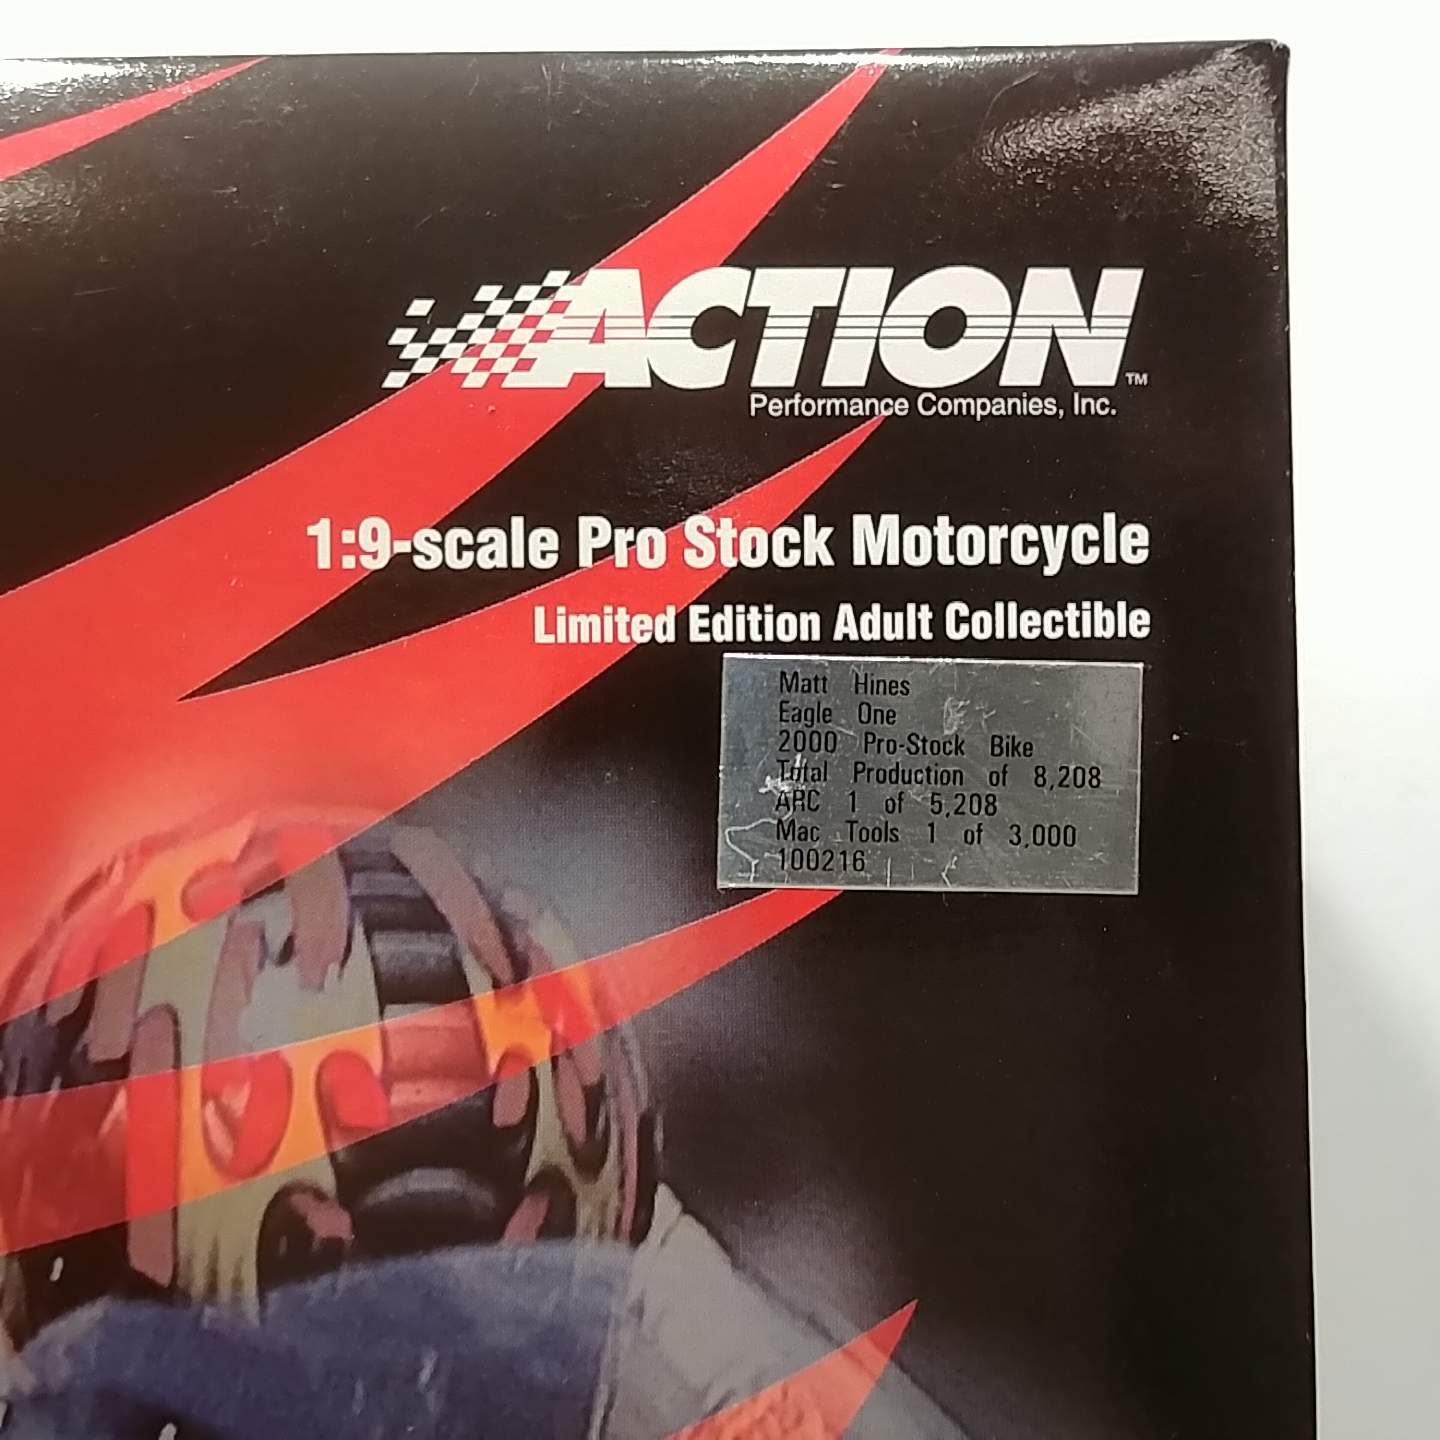 ACTION™
Performance Companies, Inc.
1:9-scale Pro Stock Motorcycle
Limited Edition Adult Collectible
Matt Hines
Eagle One
2000 Pro-Stock Bike
Total Production of 8,208
ARC 1 of 5,208
Mac Tools 1 of 3,000
100216